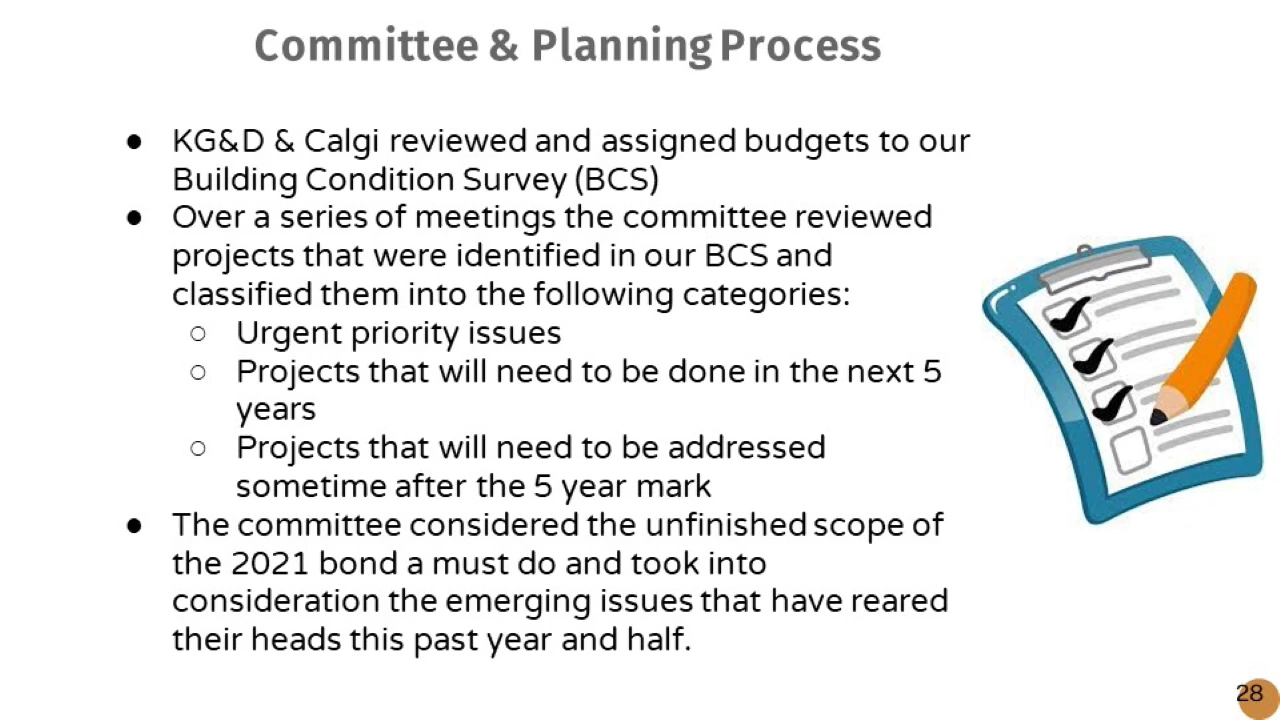 Committee & Planning Process
● KG&D & Calgi reviewed and assigned budgets to our
Building Condition Survey (BCS)
● Over a series of meetings the committee reviewed
projects that were identified in our BCS and
classified them into the following categories:
○ Urgent priority issues
○ Projects that will need to be done in the next 5
years
○ Projects that will need to be addressed
sometime after the 5 year mark
● The committee considered the unfinished scope of
the 2021 bond a must do and took into
consideration the emerging issues that have reared
their heads this past year and half.
28